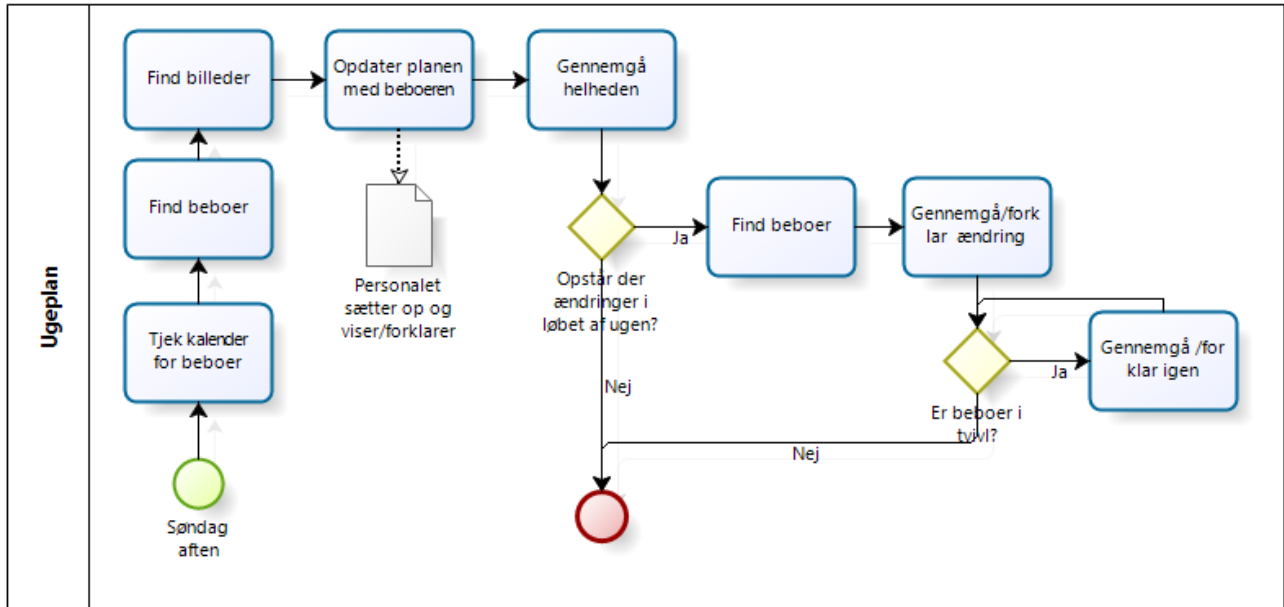 Ugeplan
Find billeder
Opdater planen
med beboeren
Gennemgå
helheden
Find beboer
Tjek kalender
for beboer
Søndag
aften
Personalet
sætter op og
viser/forklarer
Opstår der
ændringer i
løbet af ugen?
Ja
Nej
Find beboer
Gennemgå/fork
lar ændring
Er beboer i
tvivl?
Ja
Nej
Gennemgå /for
klar igen